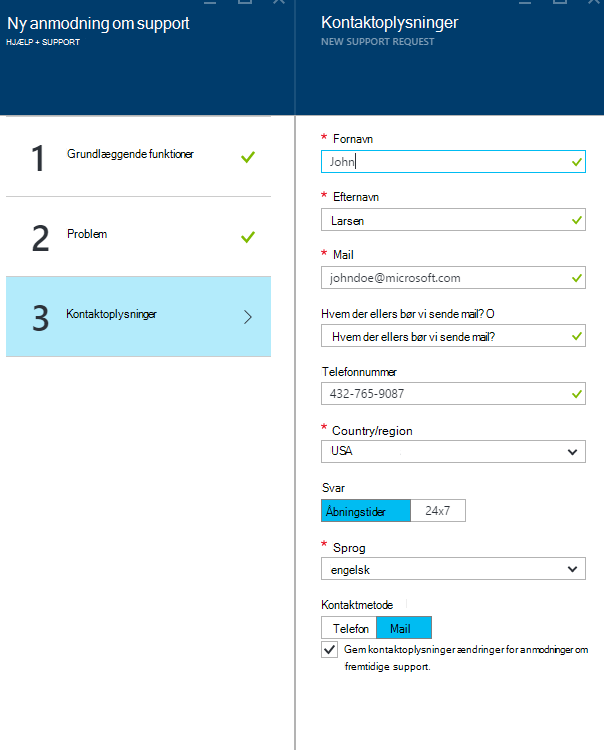 Ny anmodning om support
HJÆLP + SUPPORT
1
Grundlæggende funktioner
2
Problem
3
Kontaktoplysninger
Kontaktoplysninger
NEW SUPPORT REQUEST
* Fornavn
John
* Efternavn
Larsen
* Mail
johndoe@microsoft.com
Hvem der ellers bør vi sende mail? O
Hvem der ellers bør vi sende mail?
Telefonnummer
432-765-9087
* Country/region
USA
Svar
Åbningstider 24x7
* Sprog
engelsk
Kontaktmetode
Telefon Mail
Gem kontaktoplysninger ændringer for anmodninger om
fremtidige support.